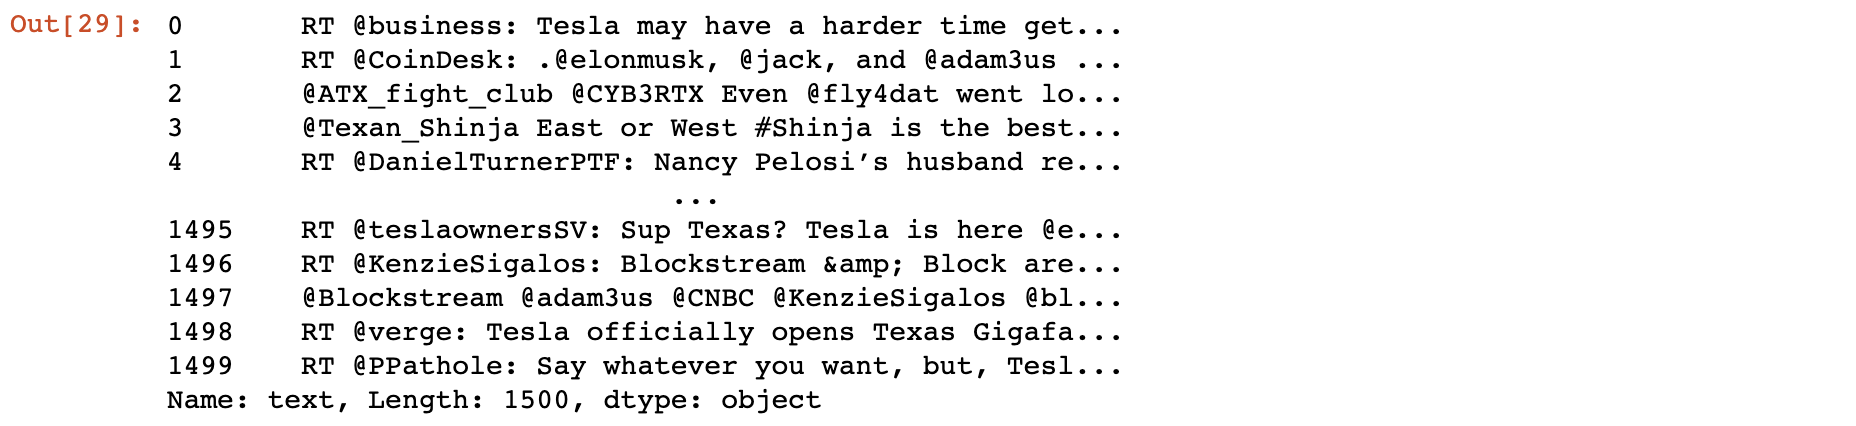 Out[29]: 0 RT @business: Tesla may have a harder time get...
1 RT @CoinDesk: .@elonmusk, @jack, and @adam3us ...
2 @ATX_fight_club @CYB3RTX Even @fly4dat went lo...
3 @Texan_Shinja East or West #Shinja is the best...
4 RT @DanielTurnerPTF: Nancy Pelosi’s husband re...
...
1495 RT @teslaownersSV: Sup Texas? Tesla is here @e...
1496 RT @KenzieSigalos: Blockstream &amp; Block are...
1497 @Blockstream @adam3us @CNBC @KenzieSigalos @bl...
1498 RT @verge: Tesla officially opens Texas Gigafa...
1499 RT @PPathole: Say whatever you want, but, Tesl...
Name: text, Length: 1500, dtype: object